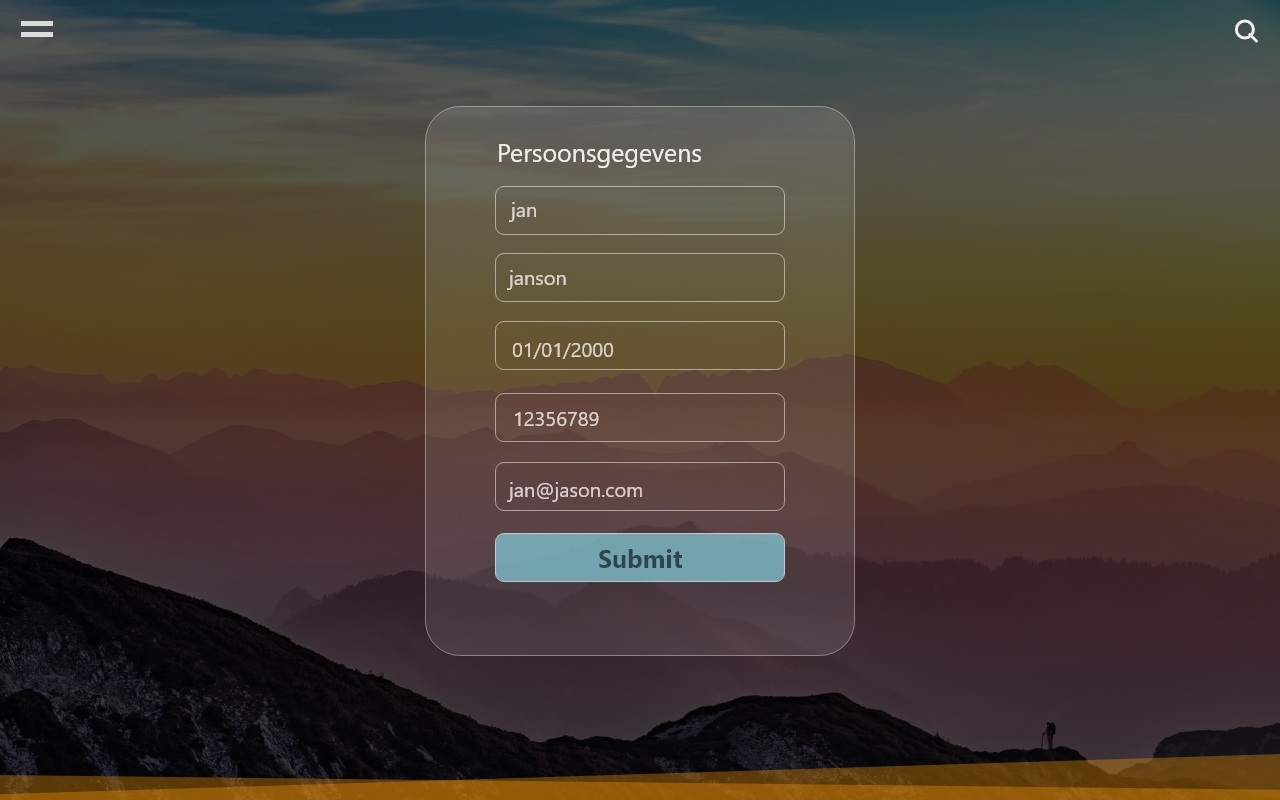 Persoonsgegevens
jan
janson
01/01/2000
12356789
jan@jason.com
Submit